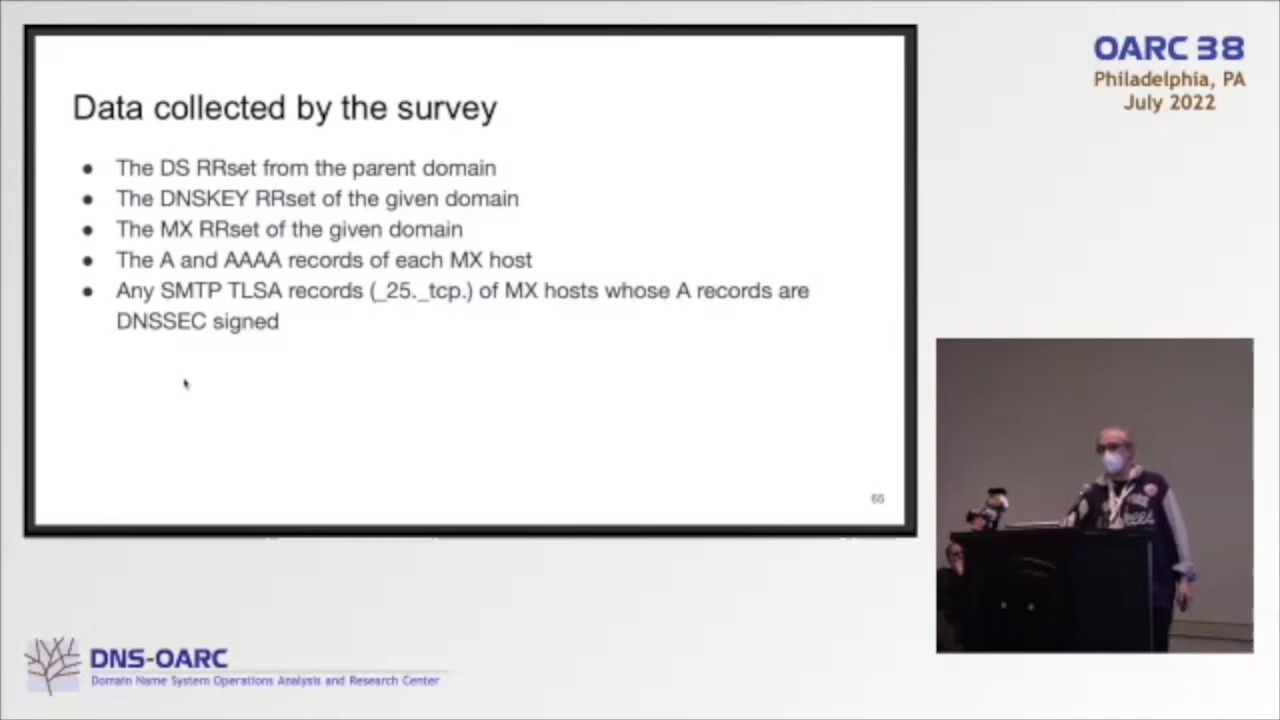 OARC 38
Philadelphia, PA
July 2022
Data collected by the survey
● The DS RRset from the parent domain
● The DNSKEY RRset of the given domain
● The MX RRset of the given domain
● The A and AAAA records of each MX host
● Any SMTP TLSA records (_25._tcp.) of MX hosts whose A records are
DNSSEC signed
65
DNS-OARC
Domain Name System Operations Analysis and Research Center